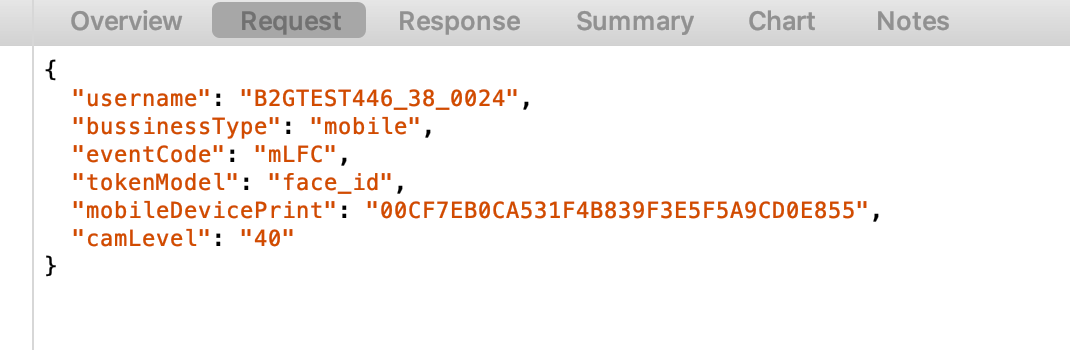 Overview Request Response Summary Chart Notes
{
  "username": "B2GTEST446_38_0024",
  "bussinessType": "mobile",
  "eventCode": "mLFC",
  "tokenModel": "face_id",
  "mobileDevicePrint": "00CF7EB0CA531F4B839F3E5F5A9CD0E855",
  "camLevel": "40"
}